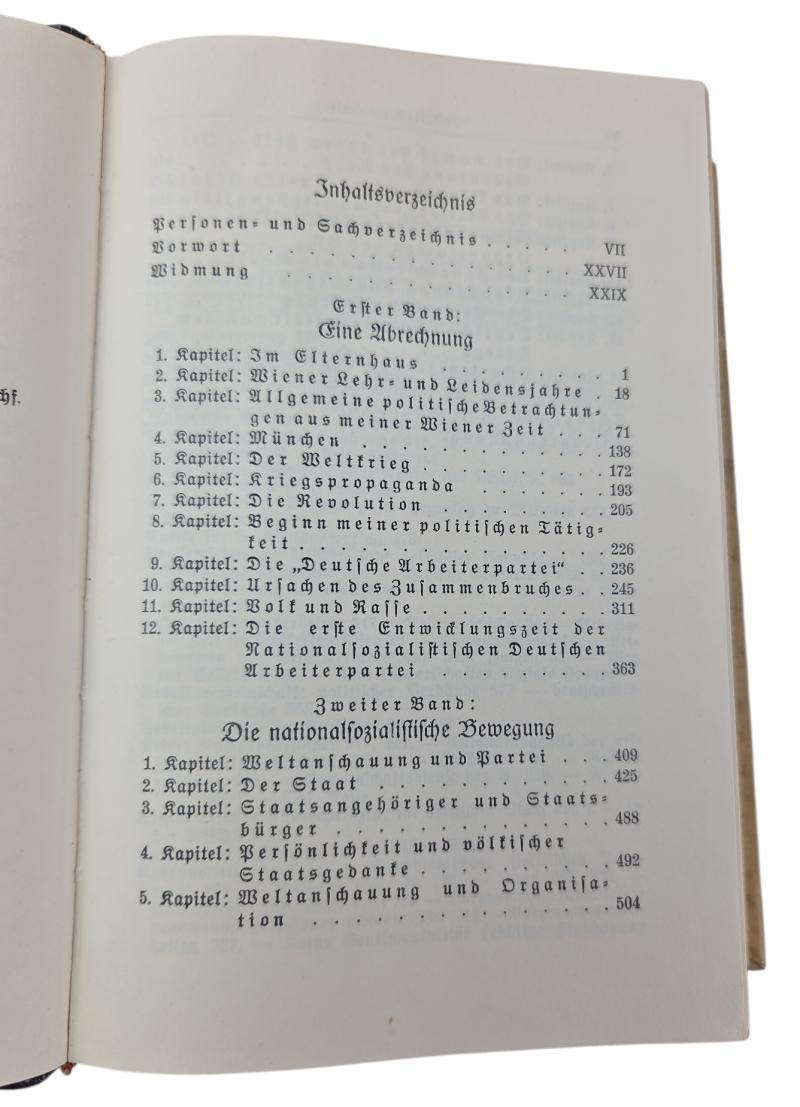 chf.
Inhaltsverzeichnis
Personen- und Sachverzeichnis . . . . . VII
Vorwort . . . . . . . . . . . . . . . XXVII
Widmung . . . . . . . . . . . . . . XXIX
Erster Band:
Eine Abrechnung
1. Kapitel: Im Elternhaus . . . . . . . . 1
2. Kapitel: Wiener Lehr- und Leidensjahre . 18
3. Kapitel: Allgemeine politische Betrachtun-
gen aus meiner Wiener Zeit . . . 71
4. Kapitel: München . . . . . . . . . . . 138
5. Kapitel: Der Weltkrieg . . . . . . . . . 172
6. Kapitel: Kriegspropaganda . . . . . . . 193
7. Kapitel: Die Revolution . . . . . . . . . 205
8. Kapitel: Beginn meiner politischen Tätig-
keit . . . . . . . . . . . . . . . 226
9. Kapitel: Die „Deutsche Arbeiterpartei“ . . 236
10. Kapitel: Ursachen des Zusammenbruches . . 245
11. Kapitel: Volk und Rasse . . . . . . . . . 311
12. Kapitel: Die erste Entwicklungszeit der
Nationalsozialistischen Deutschen
Arbeiterpartei . . . . . . . . . 363
Zweiter Band:
Die nationalsozialistische Bewegung
1. Kapitel: Weltanschauung und Partei . . . 409
2. Kapitel: Der Staat . . . . . . . . . . . . 425
3. Kapitel: Staatsangehöriger und Staats-
bürger . . . . . . . . . . . . . 488
4. Kapitel: Persönlichkeit und völkischer
Staatsgedanke . . . . . . . . . . 492
5. Kapitel: Weltanschauung und Organisa-
tion . . . . . . . . . . . . . . . 504